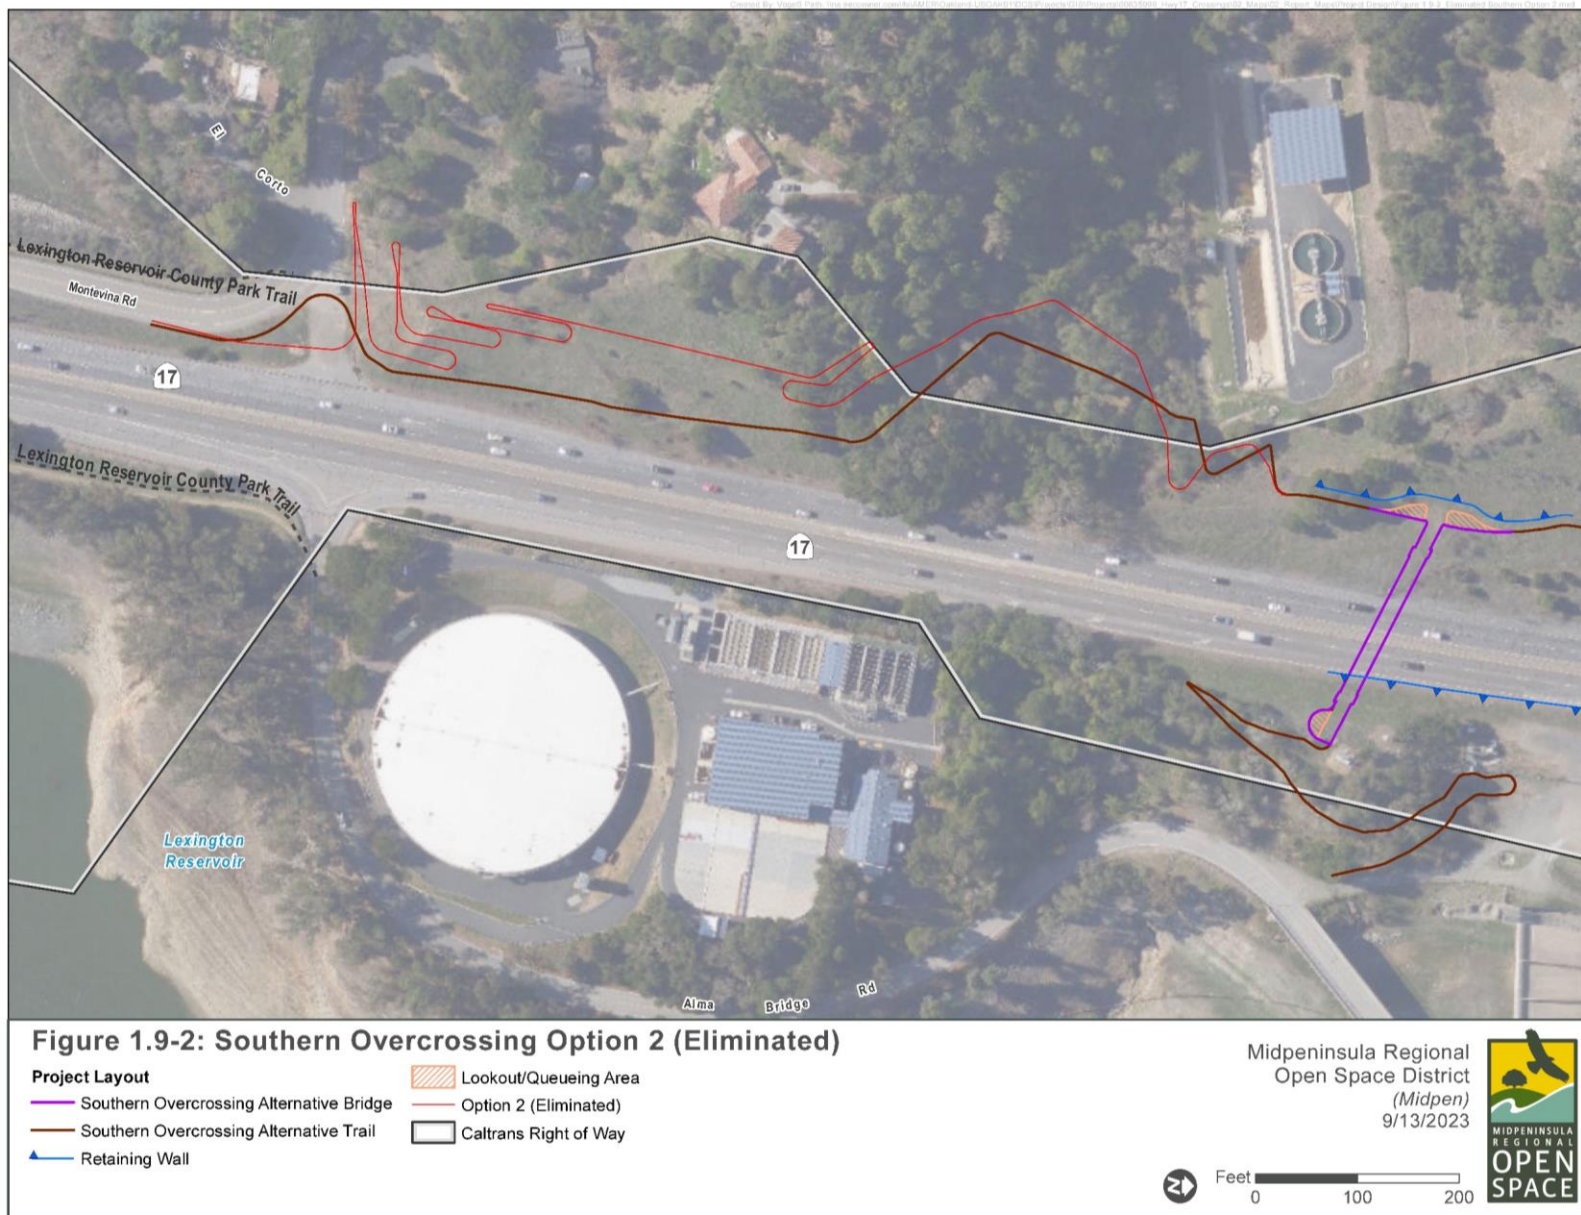 El
Corto
Lexington Reservoir County Park Trail
Montevina Rd
17
Lexington Reservoir County Park Trail
17
Lexington
Reservoir
Alma Bridge Rd
Figure 1.9-2: Southern Overcrossing Option 2 (Eliminated)
Project Layout
Southern Overcrossing Alternative Bridge
Southern Overcrossing Alternative Trail
Retaining Wall
Lookout/Queueing Area
Option 2 (Eliminated)
Caltrans Right of Way
Midpeninsula Regional
Open Space District
(Midpen)
9/13/2023
N
Feet
0 100 200
MIDPENINSULA
REGIONAL
OPEN
SPACE